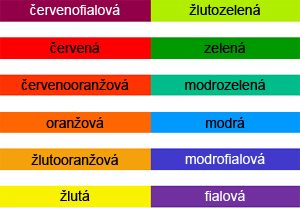 červenofialová žlutozelená
červená zelená
červenooranžová modrozelená
oranžová modrá
žlutooranžová modrofialová
žlutá fialová